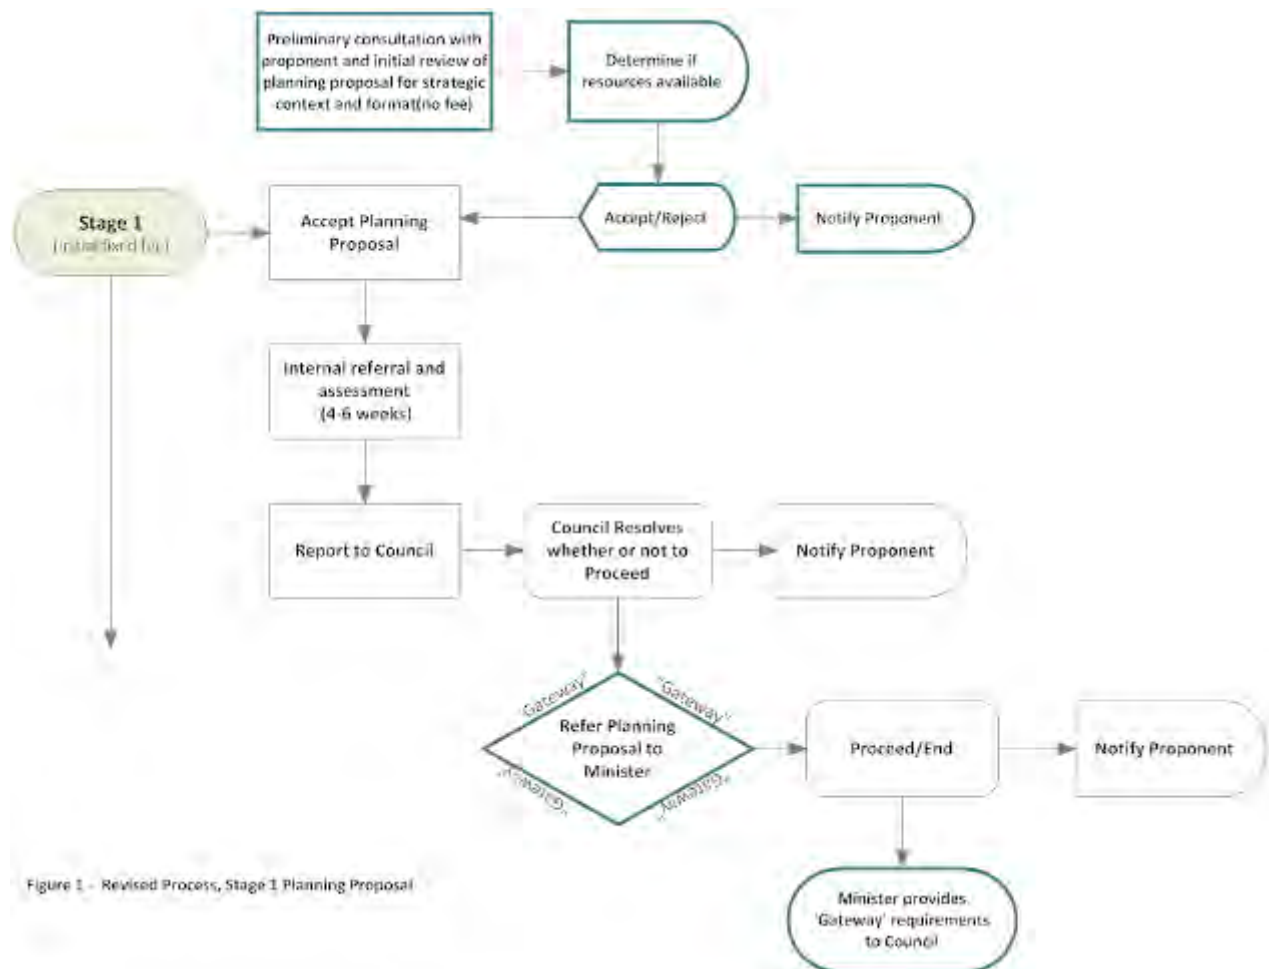 Preliminary consultation with
proponent and initial review of
planning proposal for strategic
context and format(no fee)
Determine if
resources available
Stage 1
(initial fixed fee)
Accept Planning
Proposal
Accept/Reject
Notify Proponent
Internal referral and
assessment
(4-6 weeks)
Report to Council
Council Resolves
whether or not to
Proceed
Notify Proponent
"Gateway"
"Gateway"
Refer Planning
Proposal to
Minister
"Gateway"
"Gateway"
Proceed/End
Notify Proponent
Minister provides
'Gateway' requirements
to Council
Figure 1 - Revised Process, Stage 1 Planning Proposal